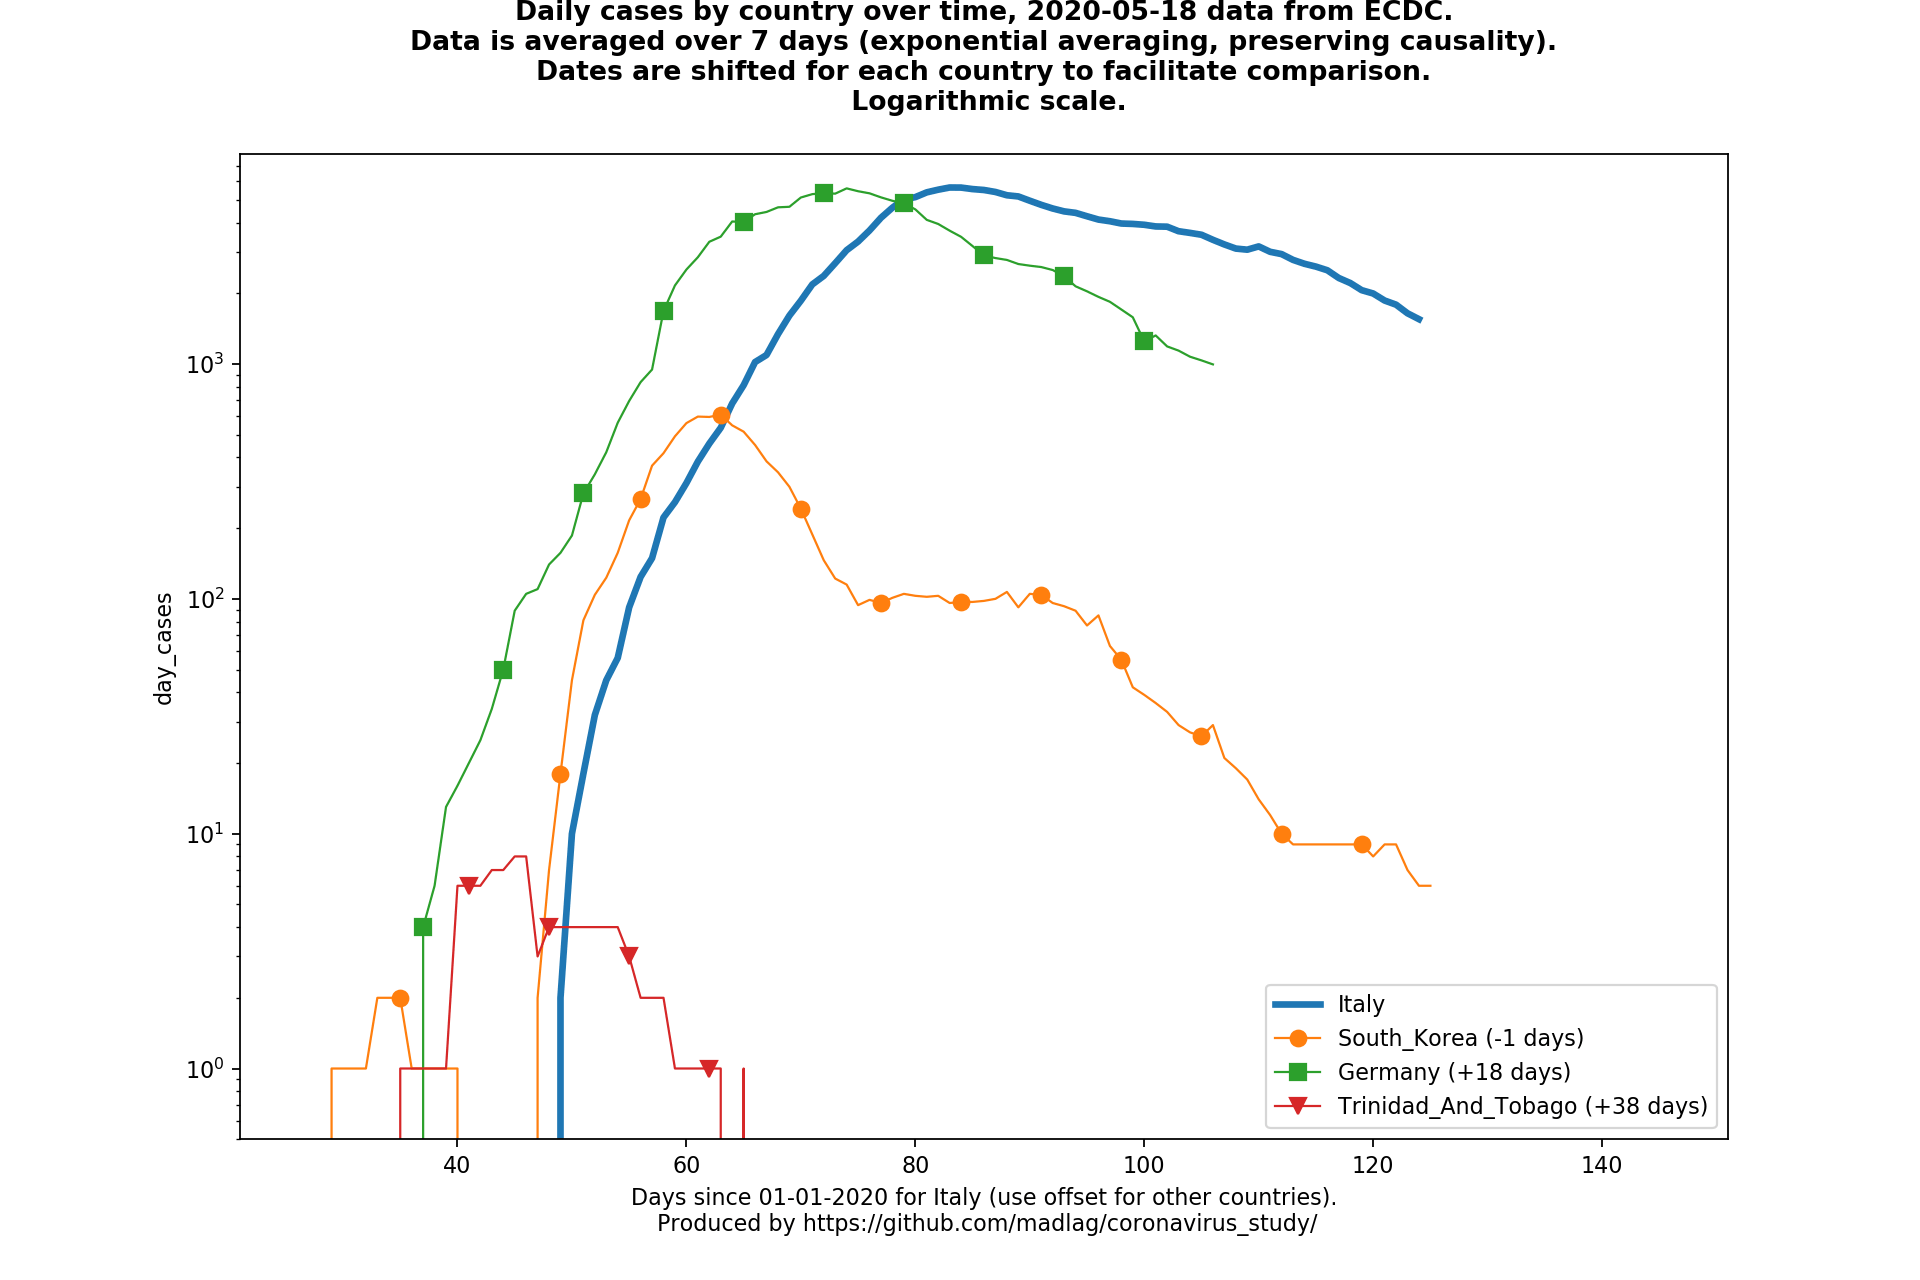 Daily cases by country over time, 2020-05-18 data from ECDC.
Data is averaged over 7 days (exponential averaging, preserving causality).
Dates are shifted for each country to facilitate comparison.
Logarithmic scale.
10³
10²
10¹
10⁰
day_cases
Italy
South_Korea (-1 days)
Germany (+18 days)
Trinidad_And_Tobago (+38 days)
40 60 80 100 120 140
Days since 01-01-2020 for Italy (use offset for other countries).
Produced by https://github.com/madlag/coronavirus_study/